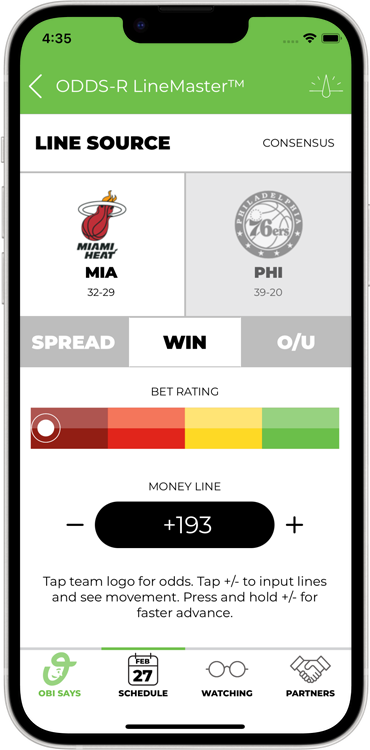 4:35
ODDS-R LineMaster™
LINE SOURCE
CONSENSUS
MIAMI
HEAT
PHILADELPHIA
76ers
MIA
PHI
32-29
39-20
SPREAD
WIN
O/U
BET RATING
MONEY LINE
− +193 +
Tap team logo for odds. Tap +/- to input lines
and see movement. Press and hold +/- for
faster advance.
FEB
27
OBI SAYS
SCHEDULE
WATCHING
PARTNERS